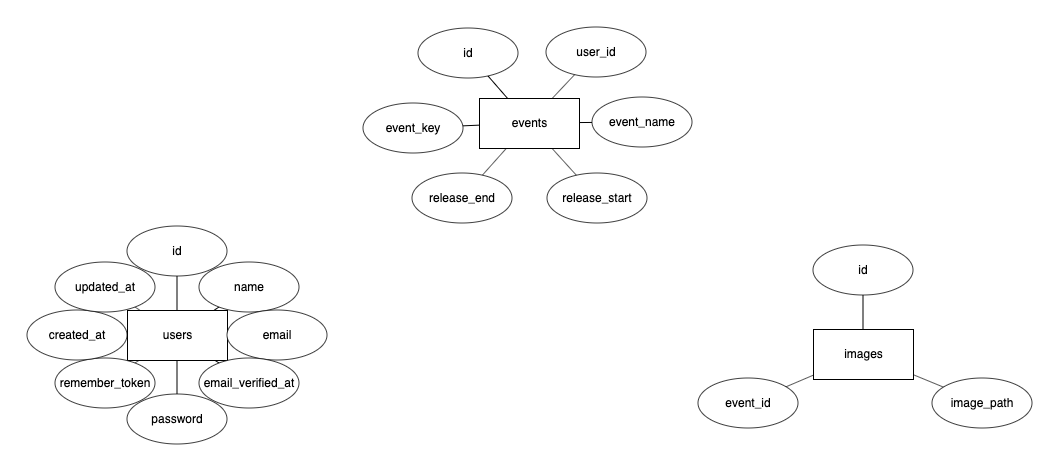 id
user_id
event_key
events
event_name
release_end
release_start
id
updated_at
name
created_at
users
email
remember_token
email_verified_at
password
id
images
event_id
image_path